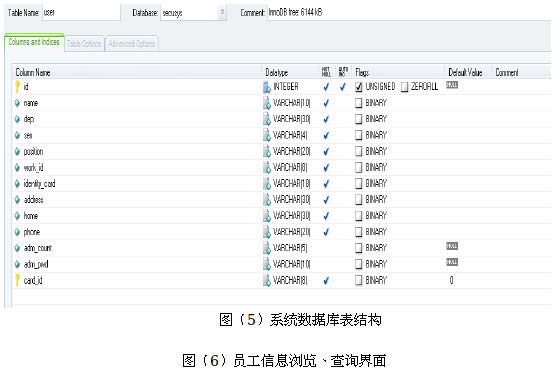 Table Name: user Database: secusys Comment: InnoDB free: 6144 kB
Columns and Indices Table Options Advanced Options
Column Name Datatype NOT NULL AUTO INC Flags Default Value Comment
id INTEGER UNSIGNED ZEROFILL NULL
name VARCHAR(10) BINARY
dep VARCHAR(30) BINARY
sex VARCHAR(4) BINARY
position VARCHAR(20) BINARY
work_id VARCHAR(8) BINARY
identity_card VARCHAR(18) BINARY
address VARCHAR(30) BINARY
home VARCHAR(30) BINARY
phone VARCHAR(20) BINARY
adm_count VARCHAR(5) BINARY NULL
adm_pwd VARCHAR(10) BINARY NULL
card_id VARCHAR(8) BINARY 0
图（5）系统数据库表结构
图（6）员工信息浏览、查询界面